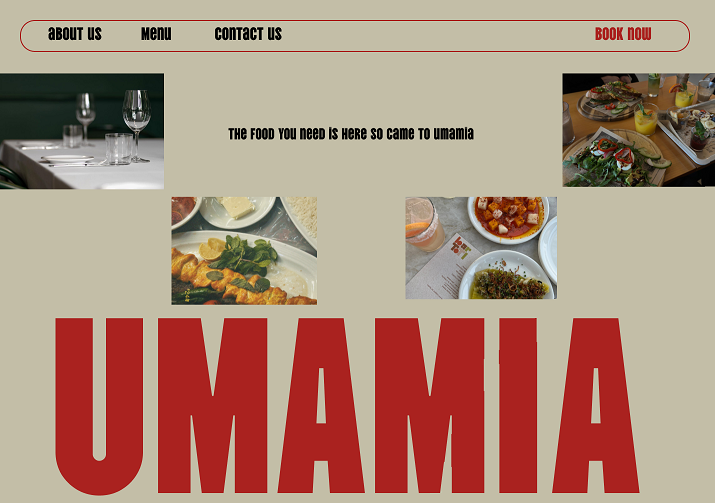 ABOUT US
MENU
CONTACT US
BOOK NOW
THE FOOD YOU NEED IS HERE SO CAME TO UMAMIA
UMAMIA